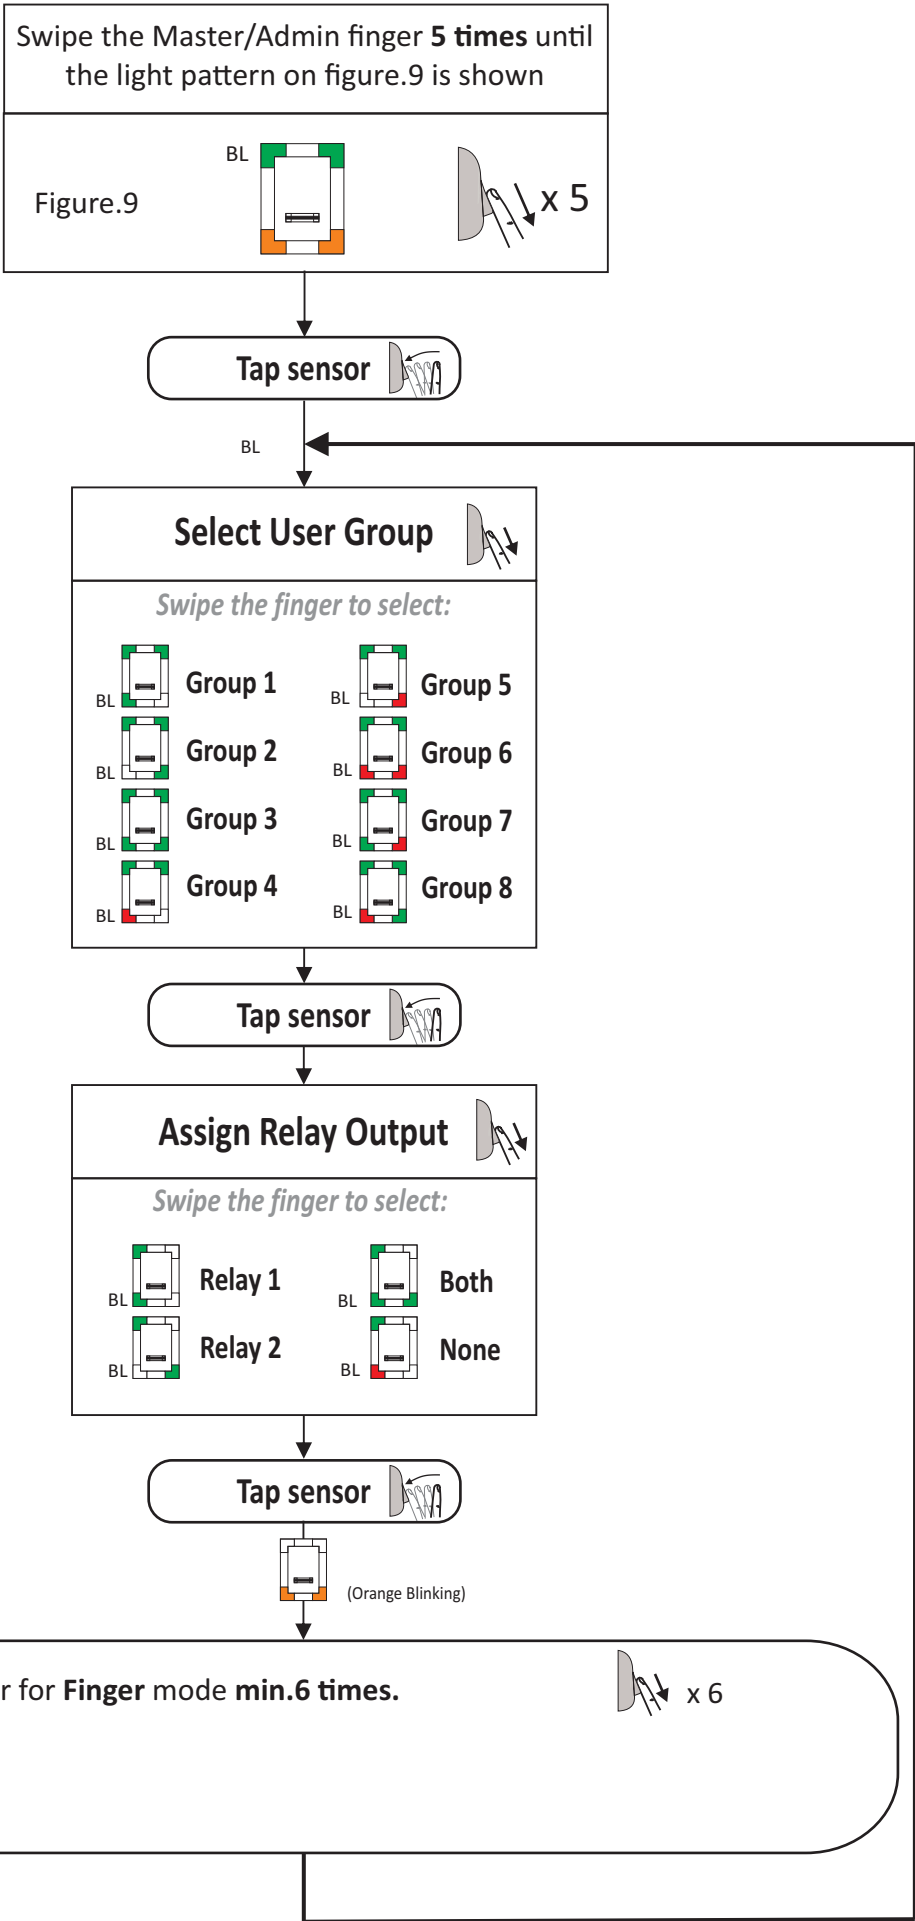 Swipe the Master/Admin finger 5 times until
the light pattern on figure.9 is shown
BL
Figure.9
x 5
Tap sensor
BL
Select User Group
Swipe the finger to select:
BL Group 1
BL Group 5
BL Group 2
BL Group 6
BL Group 3
BL Group 7
BL Group 4
BL Group 8
Tap sensor
Assign Relay Output
Swipe the finger to select:
BL Relay 1
BL Both
BL Relay 2
BL None
Tap sensor
(Orange Blinking)
r for Finger mode min.6 times.
x 6